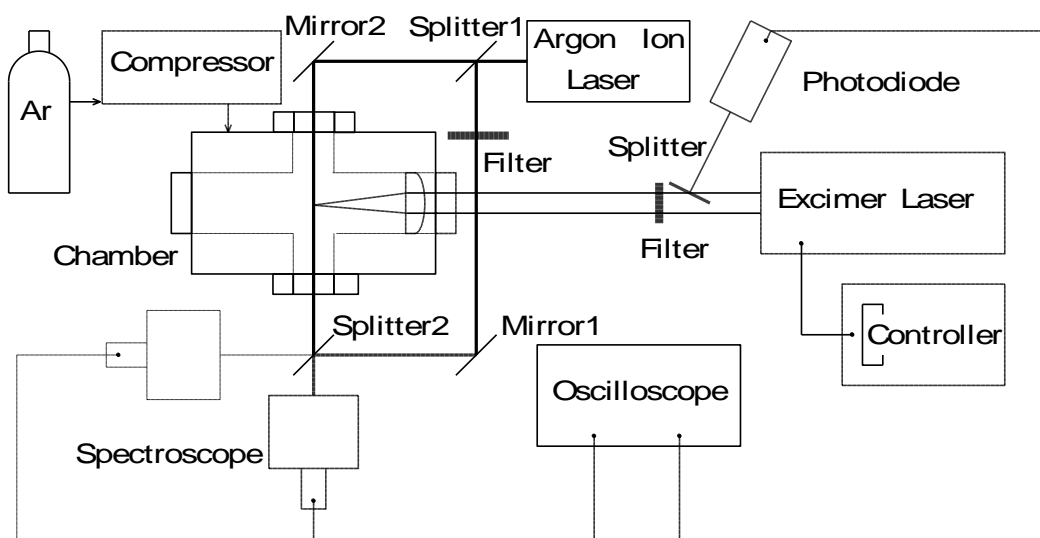 Mirror2
Splitter1
Argon Ion
Laser
Compressor
Photodiode
Ar
Filter
Splitter
Excimer Laser
Chamber
Filter
Splitter2
Mirror1
Controller
Oscilloscope
Spectroscope